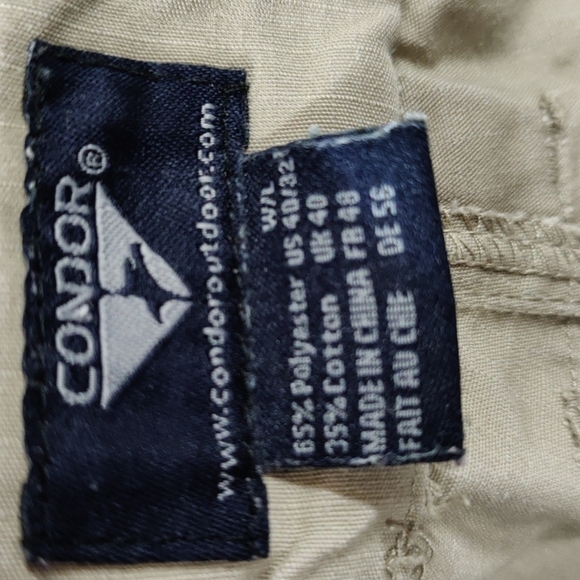 CONDOR®
www.condoroutdoor.com
W/L
65% Polyester US 40/32
35% Cotton UK 40
MADE IN CHINA FR 48
FAIT AU CHIE DE 56